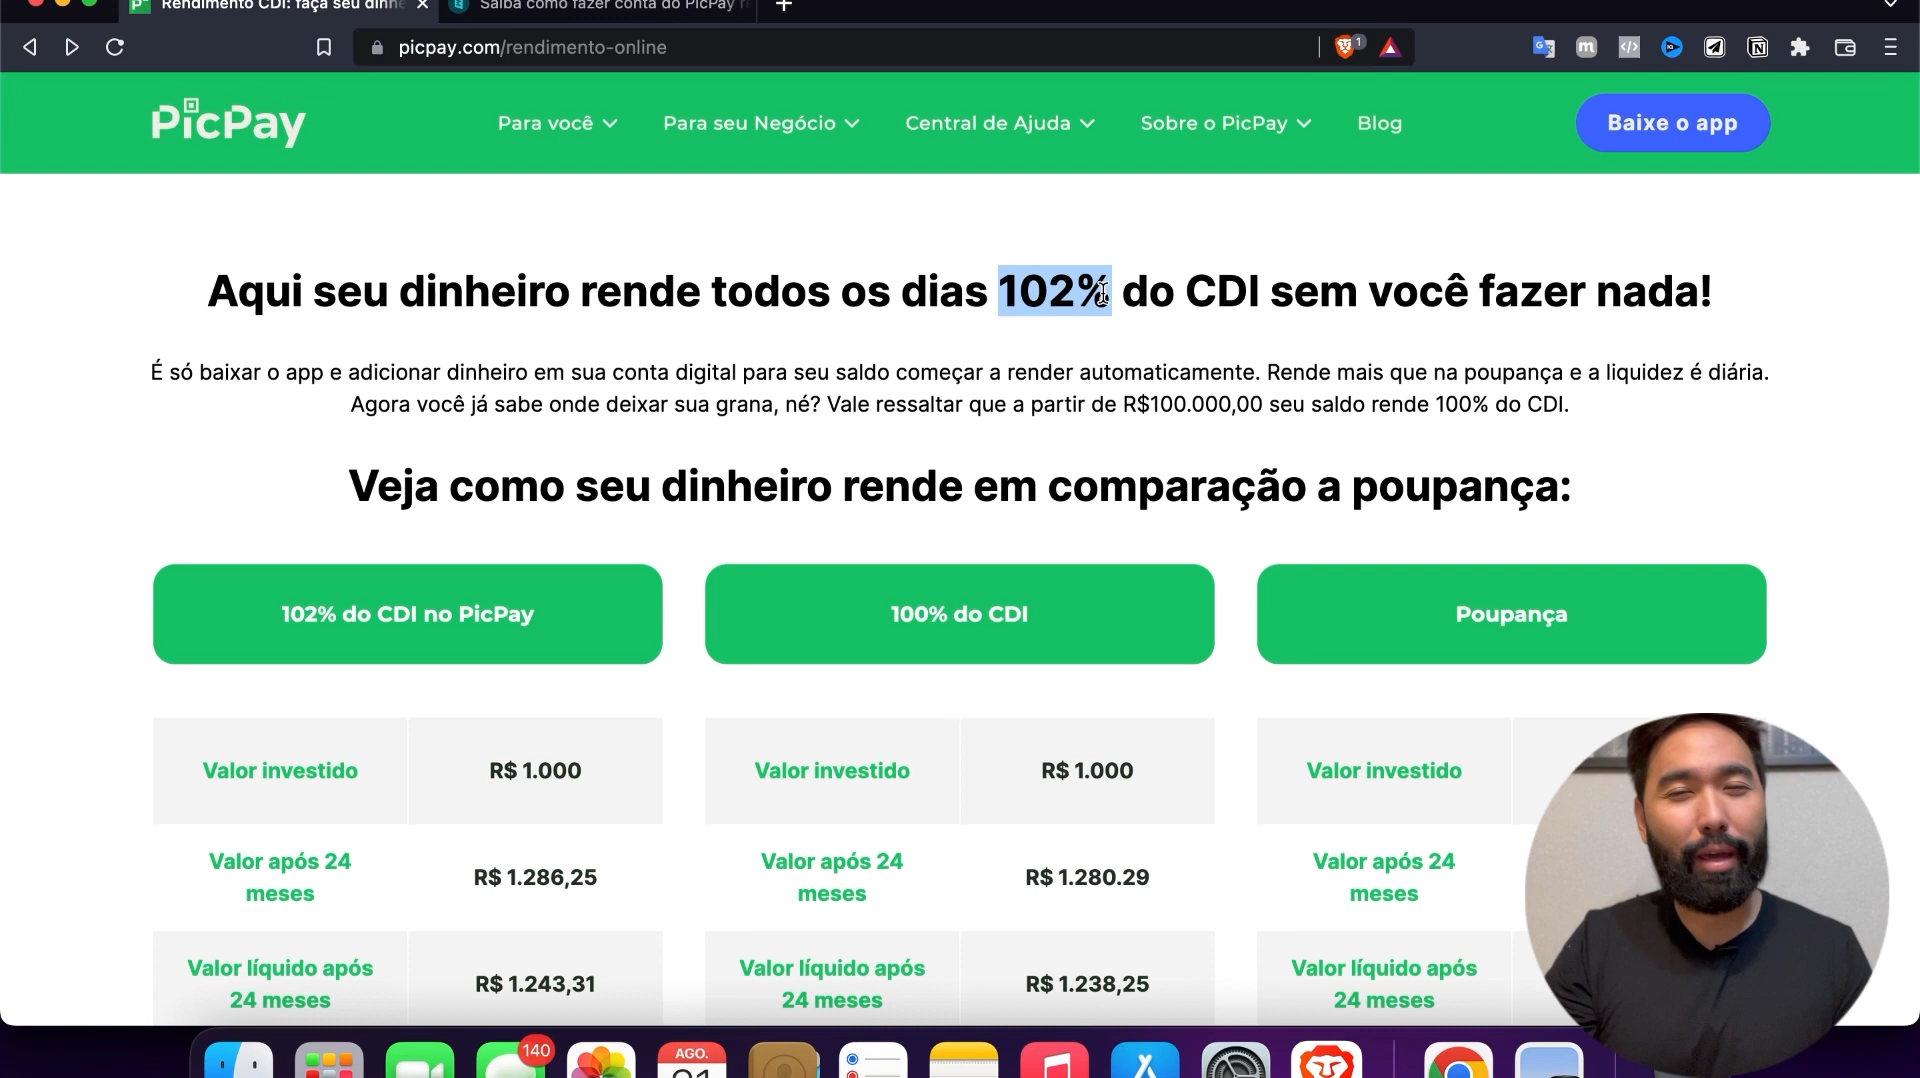 Rendimento CDI: faça seu dinhe
Saiba como fazer conta do PicPay r
picpay.com/rendimento-online
1
PicPay
Para você
Para seu Negócio
Central de Ajuda
Sobre o PicPay
Blog
Baixe o app
Aqui seu dinheiro rende todos os dias 102% do CDI sem você fazer nada!
É só baixar o app e adicionar dinheiro em sua conta digital para seu saldo começar a render automaticamente. Rende mais que na poupança e a liquidez é diária.
Agora você já sabe onde deixar sua grana, né? Vale ressaltar que a partir de R$100.000,00 seu saldo rende 100% do CDI.
Veja como seu dinheiro rende em comparação a poupança:
102% do CDI no PicPay
100% do CDI
Poupança
Valor investido
R$ 1.000
Valor investido
R$ 1.000
Valor investido
Valor após 24
meses
R$ 1.286,25
Valor após 24
meses
R$ 1.280.29
Valor após 24
meses
Valor líquido após
24 meses
R$ 1.243,31
Valor líquido após
24 meses
R$ 1.238,25
Valor líquido após
24 meses
140
AGO.